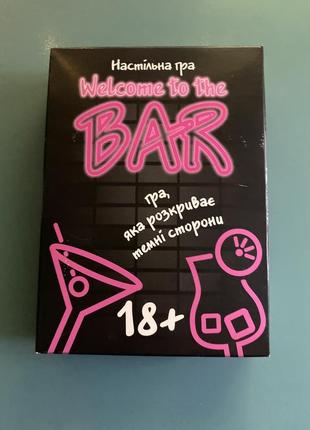 Настільна гра
Welcome to the
BAR
гра,
яка розкриває
темні сторони
18+